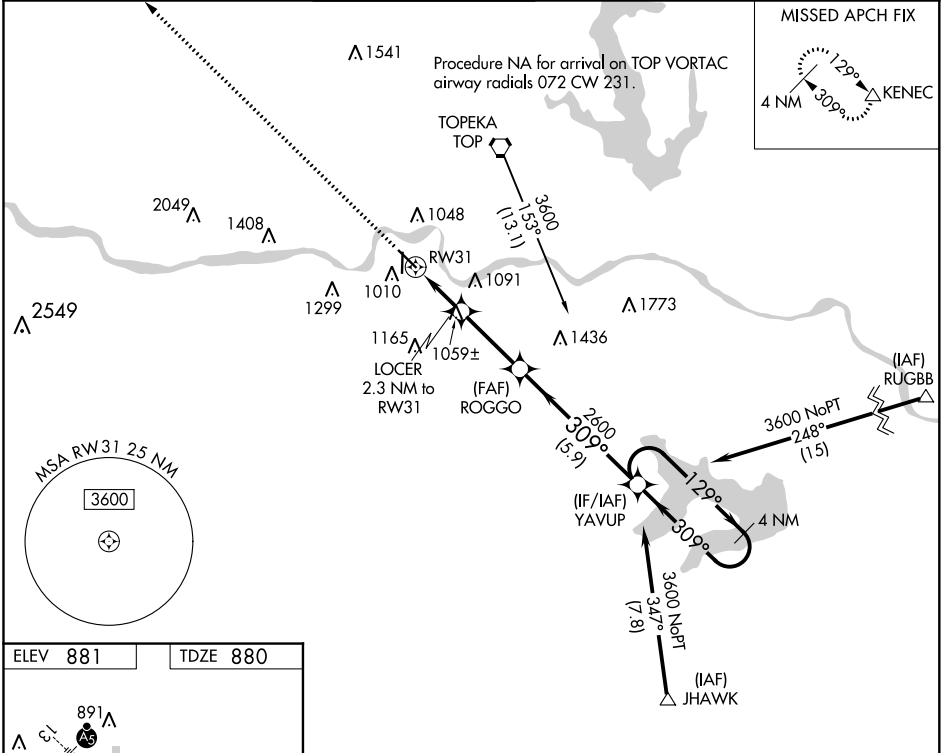 MISSED APCH FIX
129°
4 NM
309°
KENEC
1541
Procedure NA for arrival on TOP VORTAC
airway radials 072 CW 231.
TOPEKA
TOP
3600
153°
(13.1)
2049
1408
1048
RW31
1010
1299
1091
2549
1165
1059±
1436
1773
LOCER
2.3 NM to
RW31
(FAF)
ROGGO
(IAF)
RUGBB
3600 NoPT
248°
(15)
2600
309°
(5.9)
MSA RW31 25 NM
3600
(IF/IAF)
YAVUP
129°
4 NM
309°
3600 NoPT
347°
(7.8)
(IAF)
JHAWK
ELEV 881
TDZE 880
891
A5
13